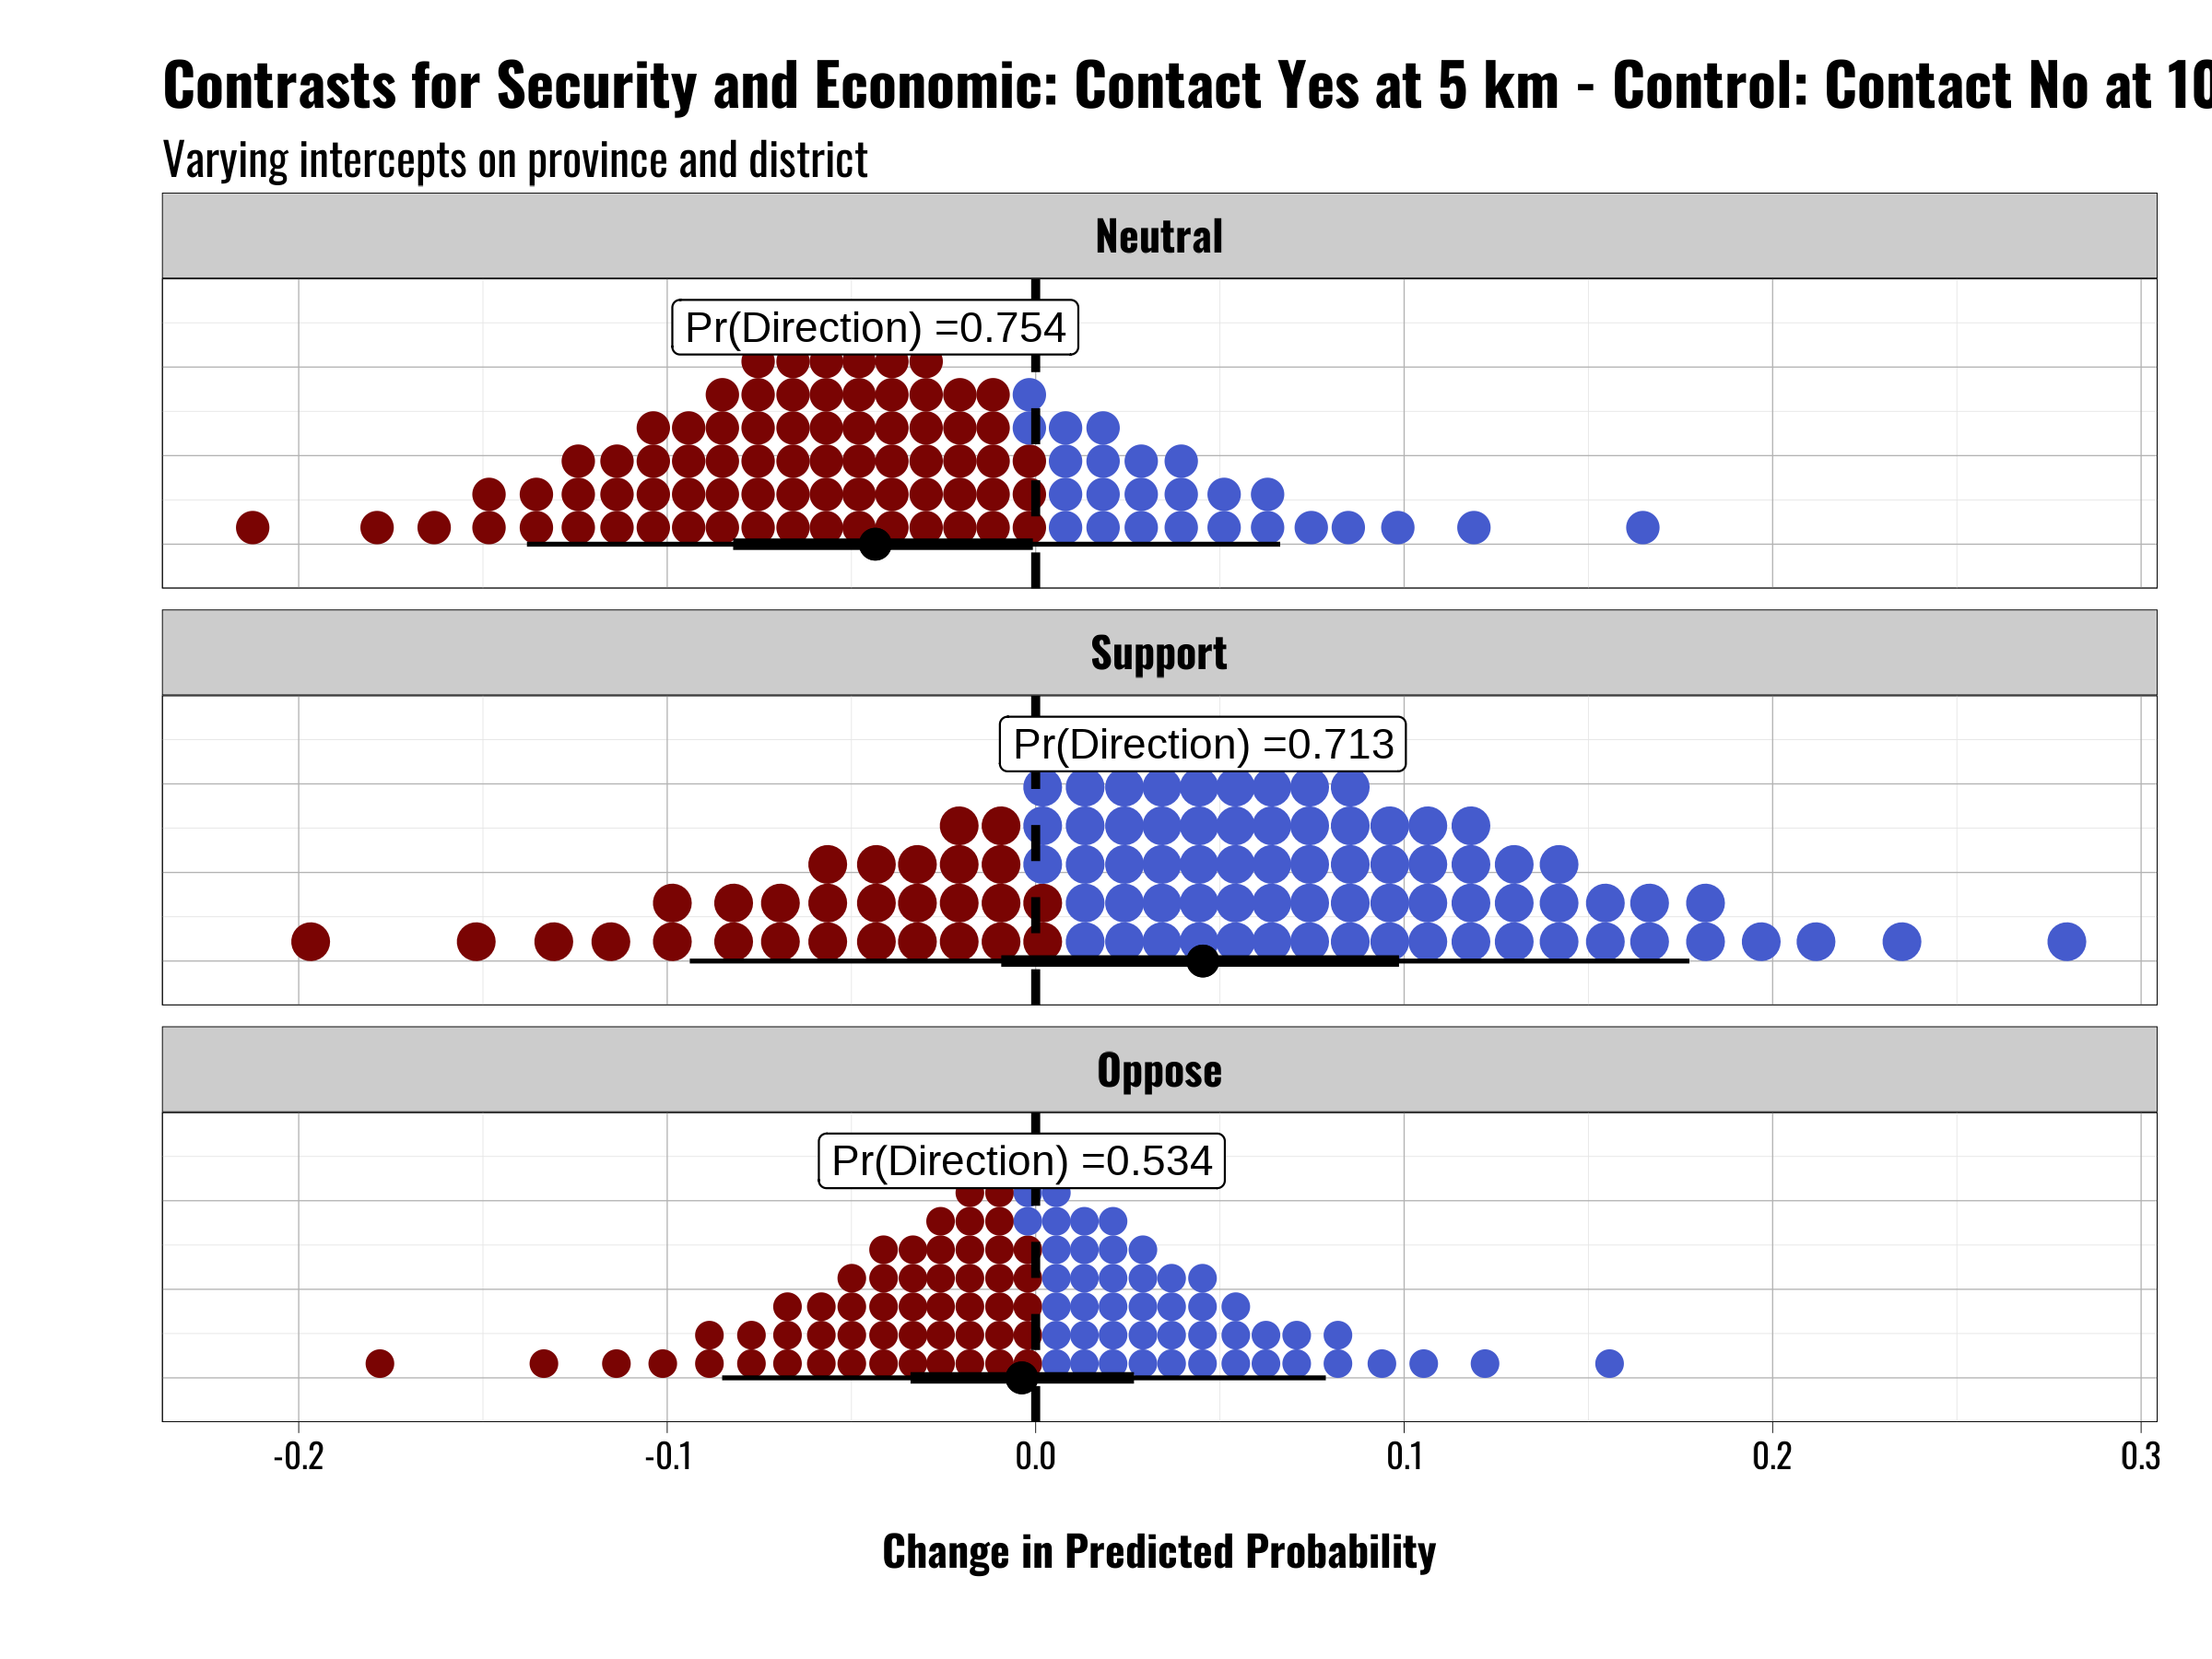 Contrasts for Security and Economic: Contact Yes at 5 km - Control: Contact No at 10
Varying intercepts on province and district
Neutral
Pr(Direction) =0.754
Support
Pr(Direction) =0.713
Oppose
Pr(Direction) =0.534
-0.2 -0.1 0.0 0.1 0.2 0.3
Change in Predicted Probability